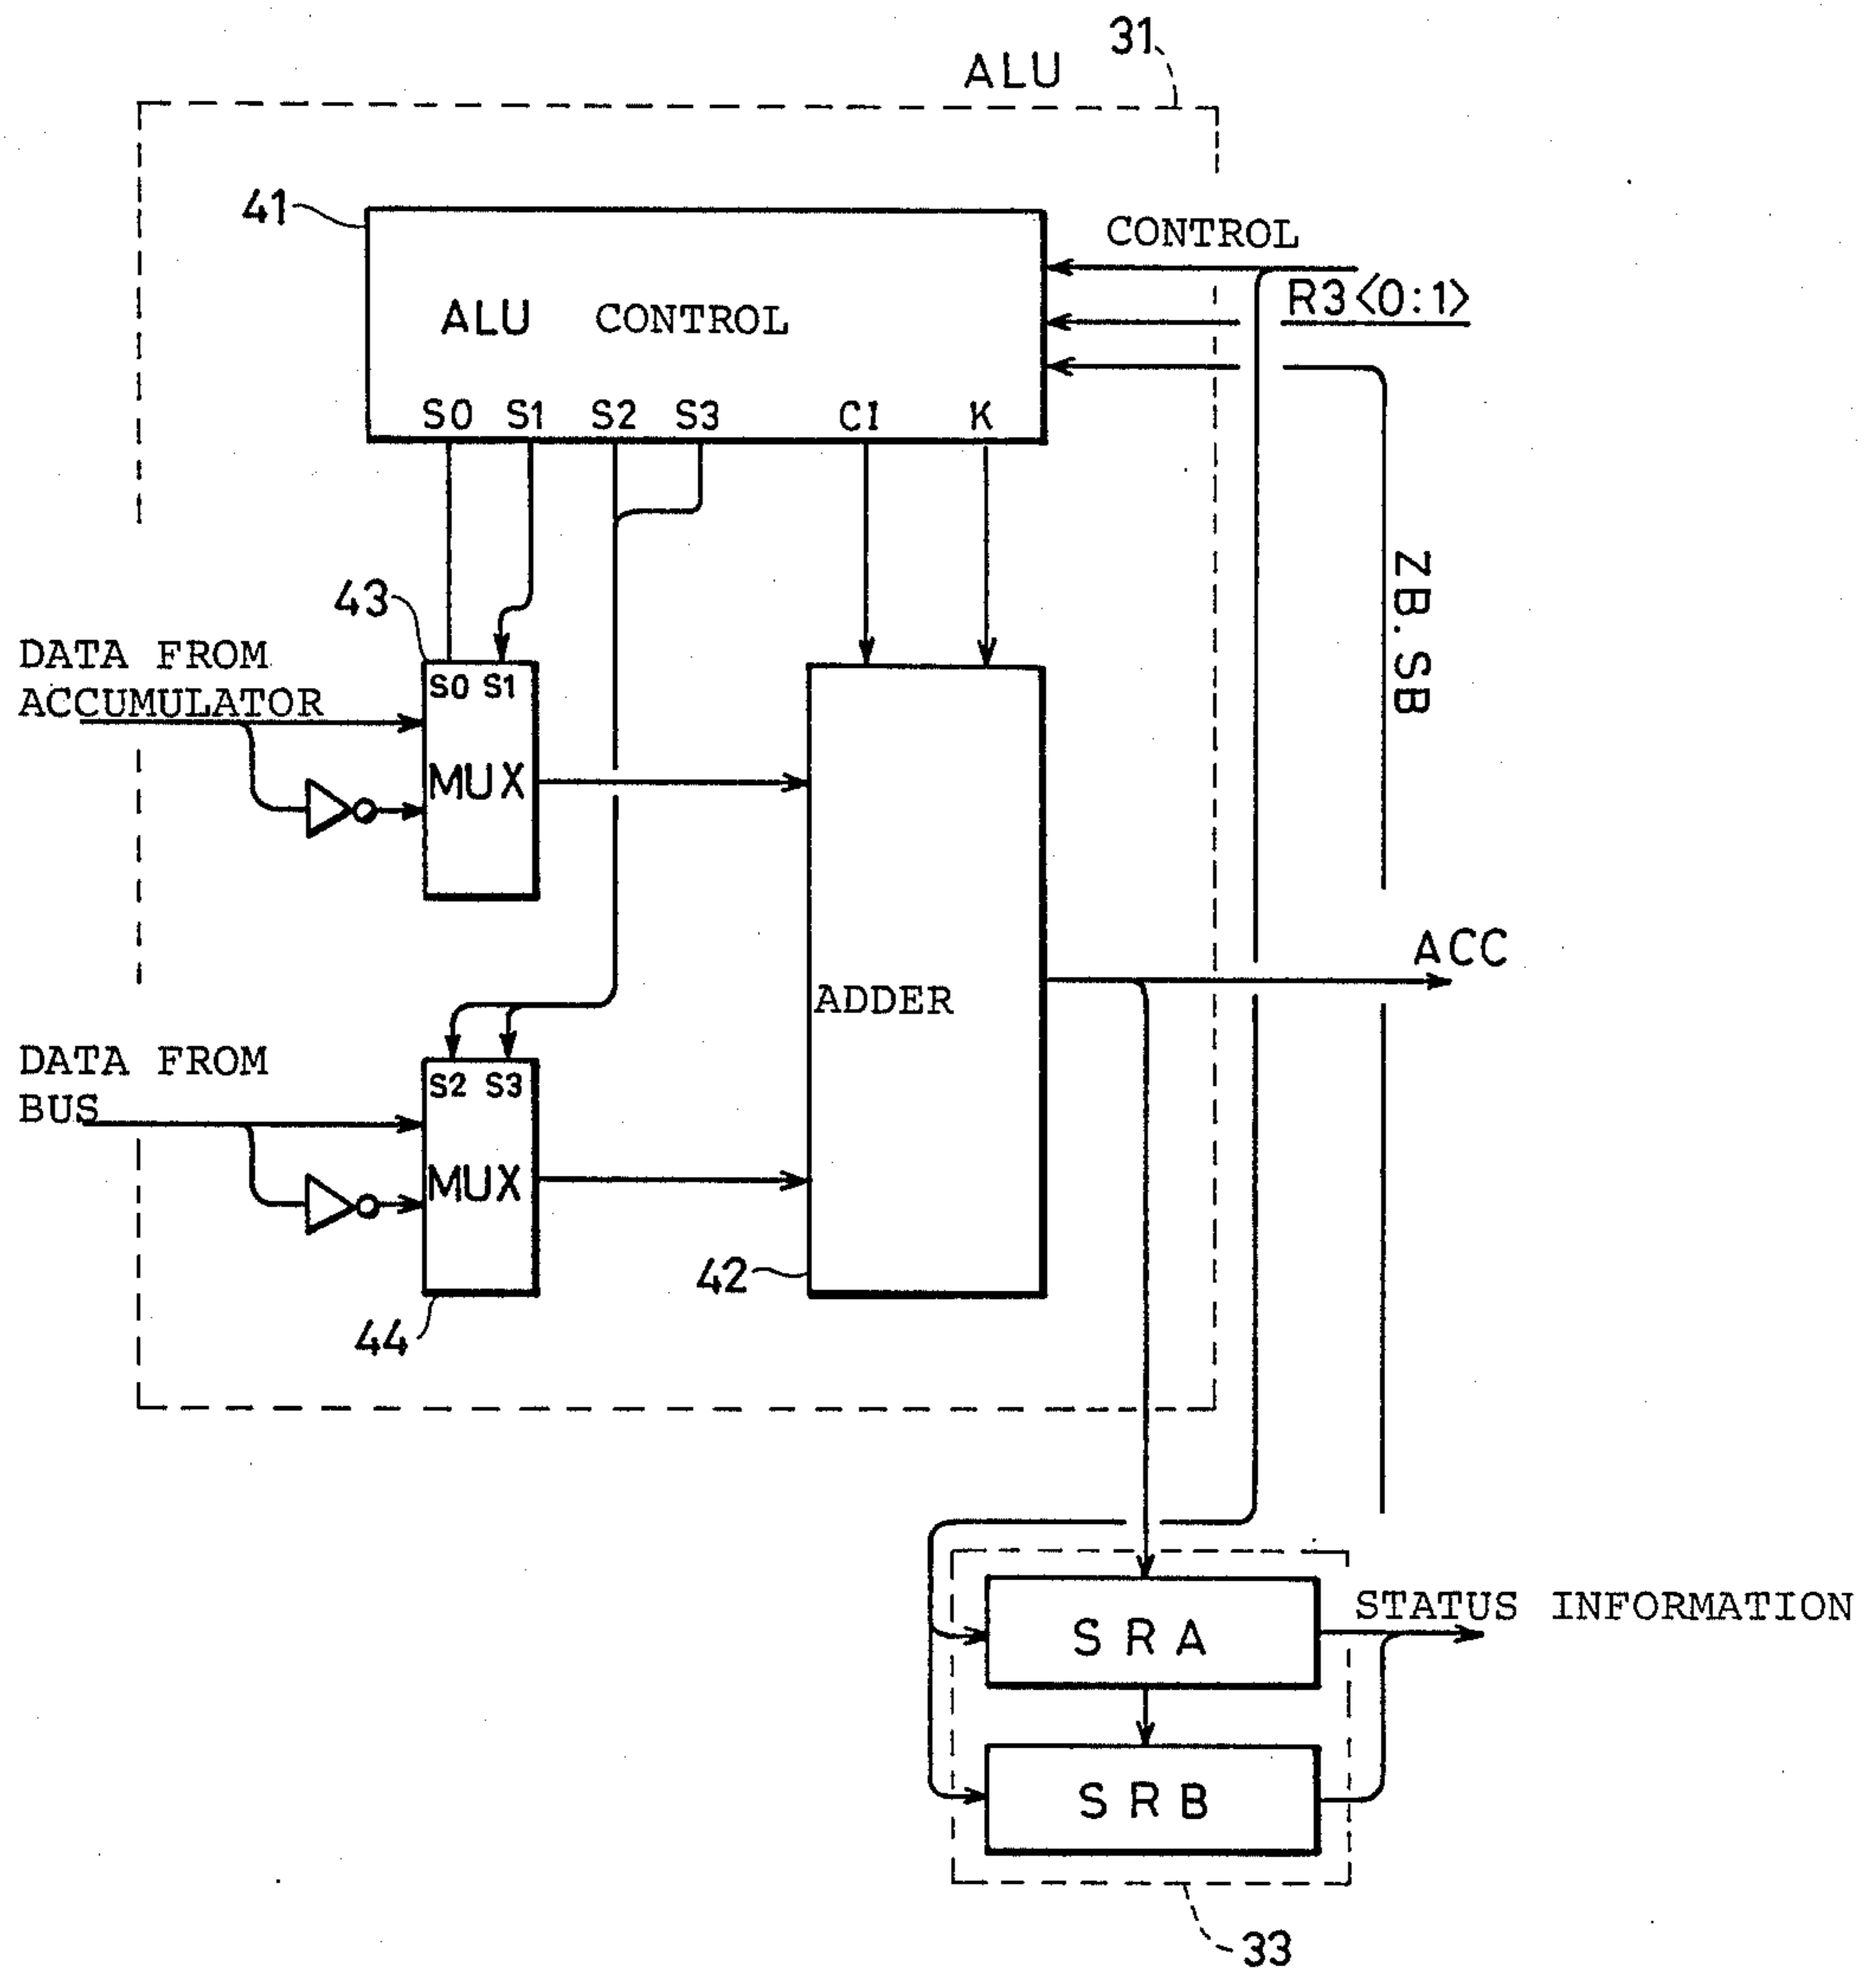 31
ALU
41
CONTROL
R3<0:1>
ALU CONTROL
S0 S1 S2 S3 CI K
ZB.SB
43
DATA FROM
ACCUMULATOR
S0 S1
MUX
ACC
ADDER
DATA FROM
BUS
S2 S3
MUX
42
44
STATUS INFORMATION
SRA
SRB
33